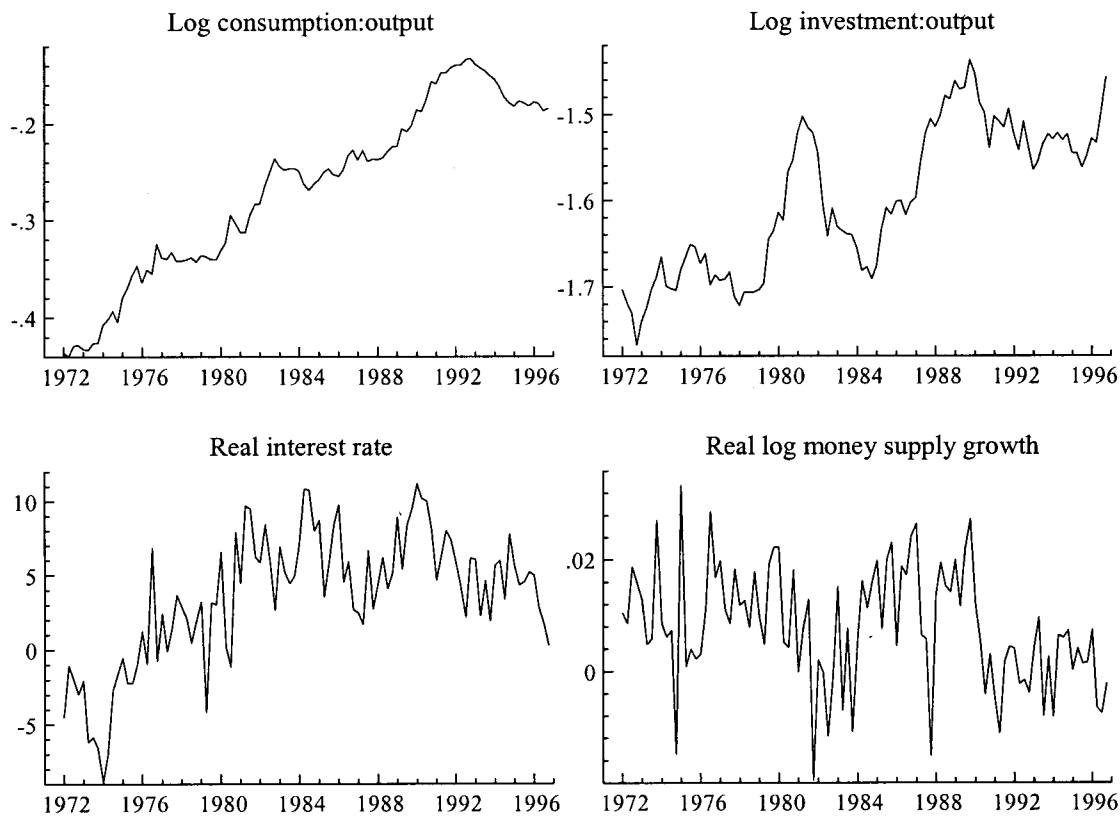 Log consumption:output
-.2
-.3
-.4
1972 1976 1980 1984 1988 1992 1996
Log investment:output
-1.5
-1.6
-1.7
1972 1976 1980 1984 1988 1992 1996
Real interest rate
10
5
0
-5
1972 1976 1980 1984 1988 1992 1996
Real log money supply growth
.02
0
1972 1976 1980 1984 1988 1992 1996